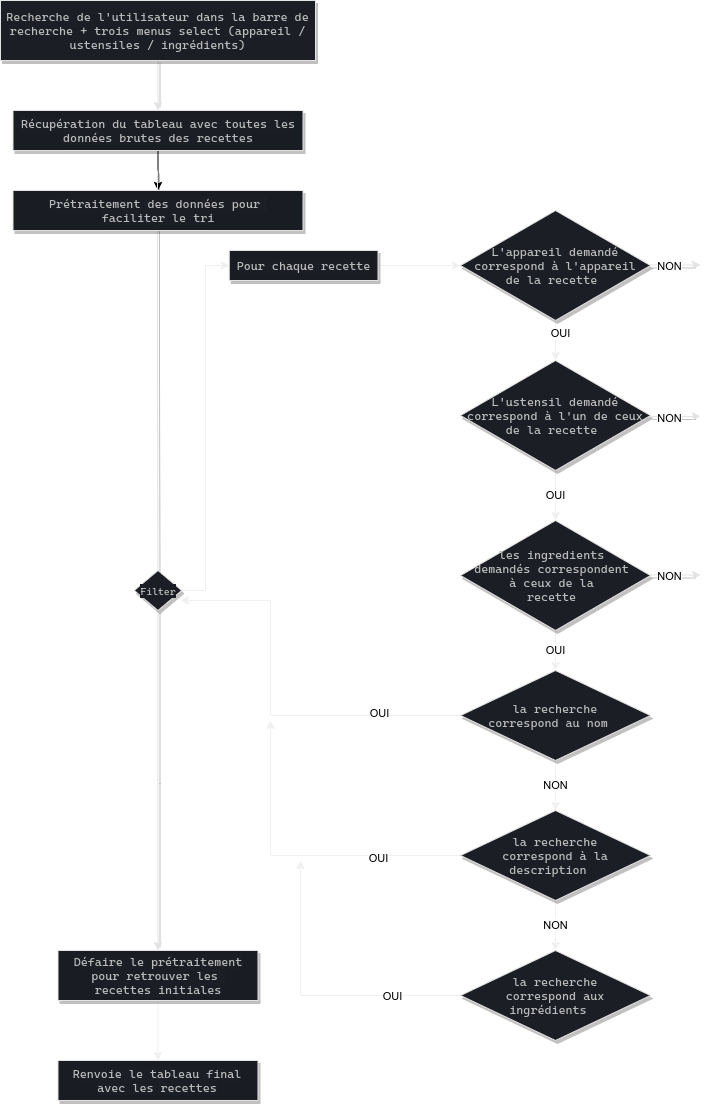 Recherche de l'utilisateur dans la barre de
recherche + trois menus select (appareil /
ustensiles / ingrédients)
Récupération du tableau avec toutes les
données brutes des recettes
Prétraitement des données pour
faciliter le tri
Pour chaque recette
L'appareil demandé
correspond à l'appareil
de la recette
NON
OUI
L'ustensil demandé
correspond à l'un de ceux
de la recette
NON
OUI
les ingredients
demandés correspondent
à ceux de la
recette
NON
Filter
OUI
la recherche
correspond au nom
OUI
NON
la recherche
correspond à la
description
OUI
NON
la recherche
correspond aux
ingrédients
OUI
Défaire le prétraitement
pour retrouver les
recettes initiales
Renvoie le tableau final
avec les recettes